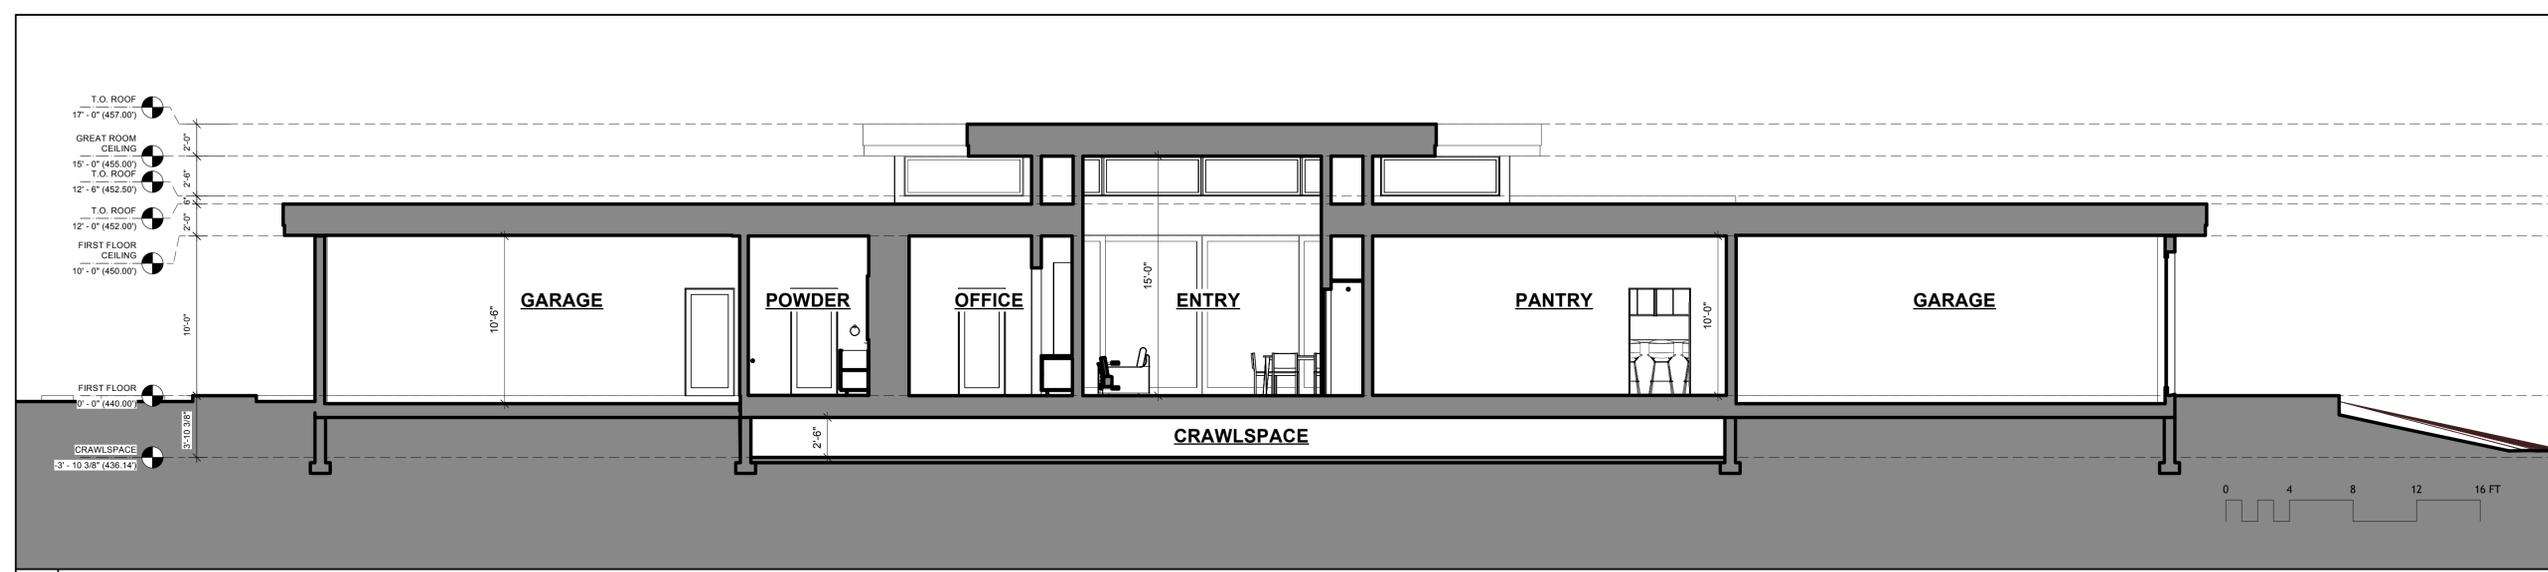 T.O. ROOF
17' - 0" (457.00')
GREAT ROOM
CEILING
15' - 0" (455.00')
T.O. ROOF
12' - 6" (452.50')
T.O. ROOF
12' - 0" (452.00')
FIRST FLOOR
CEILING
10' - 0" (450.00')
FIRST FLOOR
0' - 0" (440.00')
CRAWLSPACE
-3' - 10 3/8" (436.14')
2'-0"
2'-6"
6"
2'-0"
10'-0"
3'-10 3/8"
GARAGE
10'-6"
POWDER
OFFICE
15'-0"
ENTRY
PANTRY
10'-0"
GARAGE
2'-6"
CRAWLSPACE
0 4 8 12 16 FT